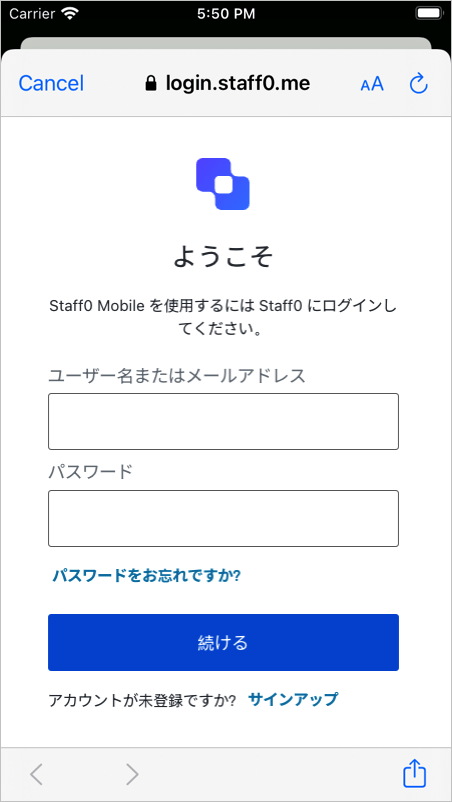 Carrier 5:50 PM
Cancel login.staff0.me AA
ようこそ
Staff0 Mobile を使用するには Staff0 にログインし
てください。
ユーザー名またはメールアドレス
パスワード
パスワードをお忘れですか?
続ける
アカウントが未登録ですか? サインアップ